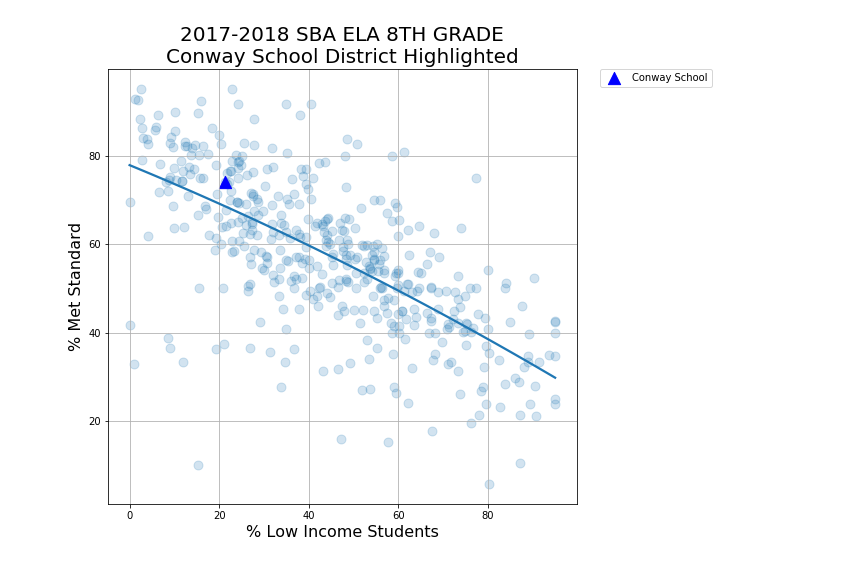 2017-2018 SBA ELA 8TH GRADE
Conway School District Highlighted
Conway School
% Met Standard
80
60
40
20
0
20
40
60
80
% Low Income Students